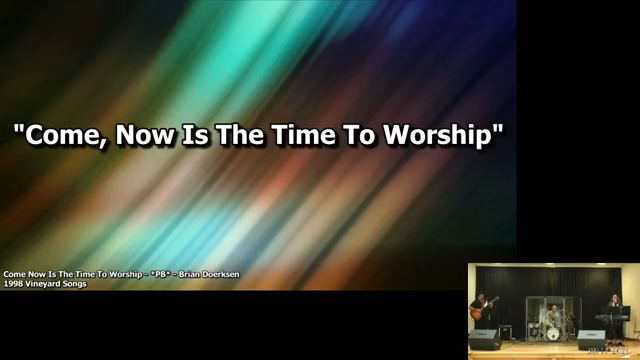 "Come, Now Is The Time To Worship"
Come Now Is The Time To Worship - *PB* - Brian Doerksen
1998 Vineyard Songs